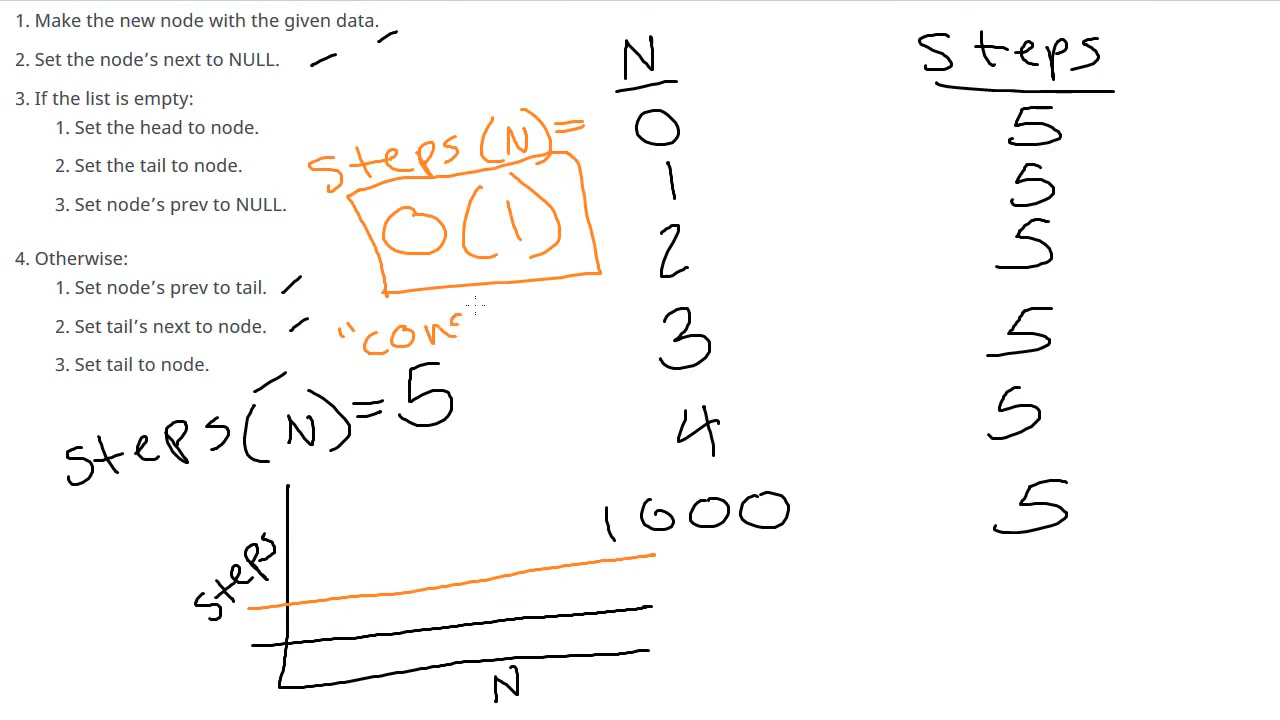 1. Make the new node with the given data.
2. Set the node’s next to NULL.
3. If the list is empty:
1. Set the head to node.
2. Set the tail to node.
3. Set node’s prev to NULL.
4. Otherwise:
1. Set node’s prev to tail.
2. Set tail’s next to node.
3. Set tail to node.
steps(N)=
O(1)
"cons
steps(N)=5
Steps
N
N Steps
0 5
1 5
2 5
3 5
4 5
1000 5